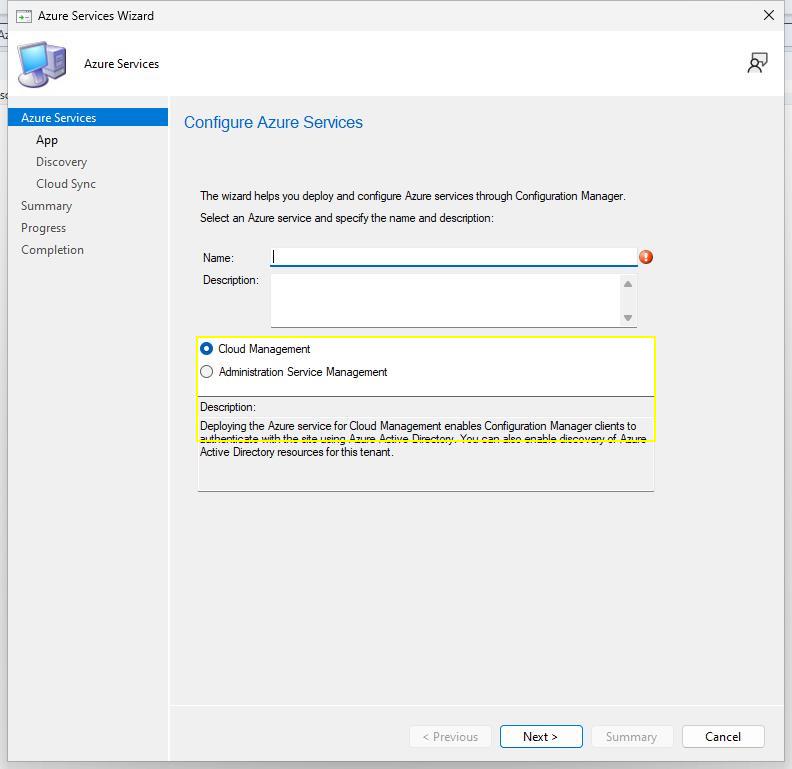 Azure Services Wizard
Azure Services
Azure Services
App
Discovery
Cloud Sync
Summary
Progress
Completion
Configure Azure Services
The wizard helps you deploy and configure Azure services through Configuration Manager.
Select an Azure service and specify the name and description:
Name:
Description:
Cloud Management
Administration Service Management
Description:
Deploying the Azure service for Cloud Management enables Configuration Manager clients to
authenticate with the site using Azure Active Directory. You can also enable discovery of Azure
Active Directory resources for this tenant.
< Previous
Next >
Summary
Cancel